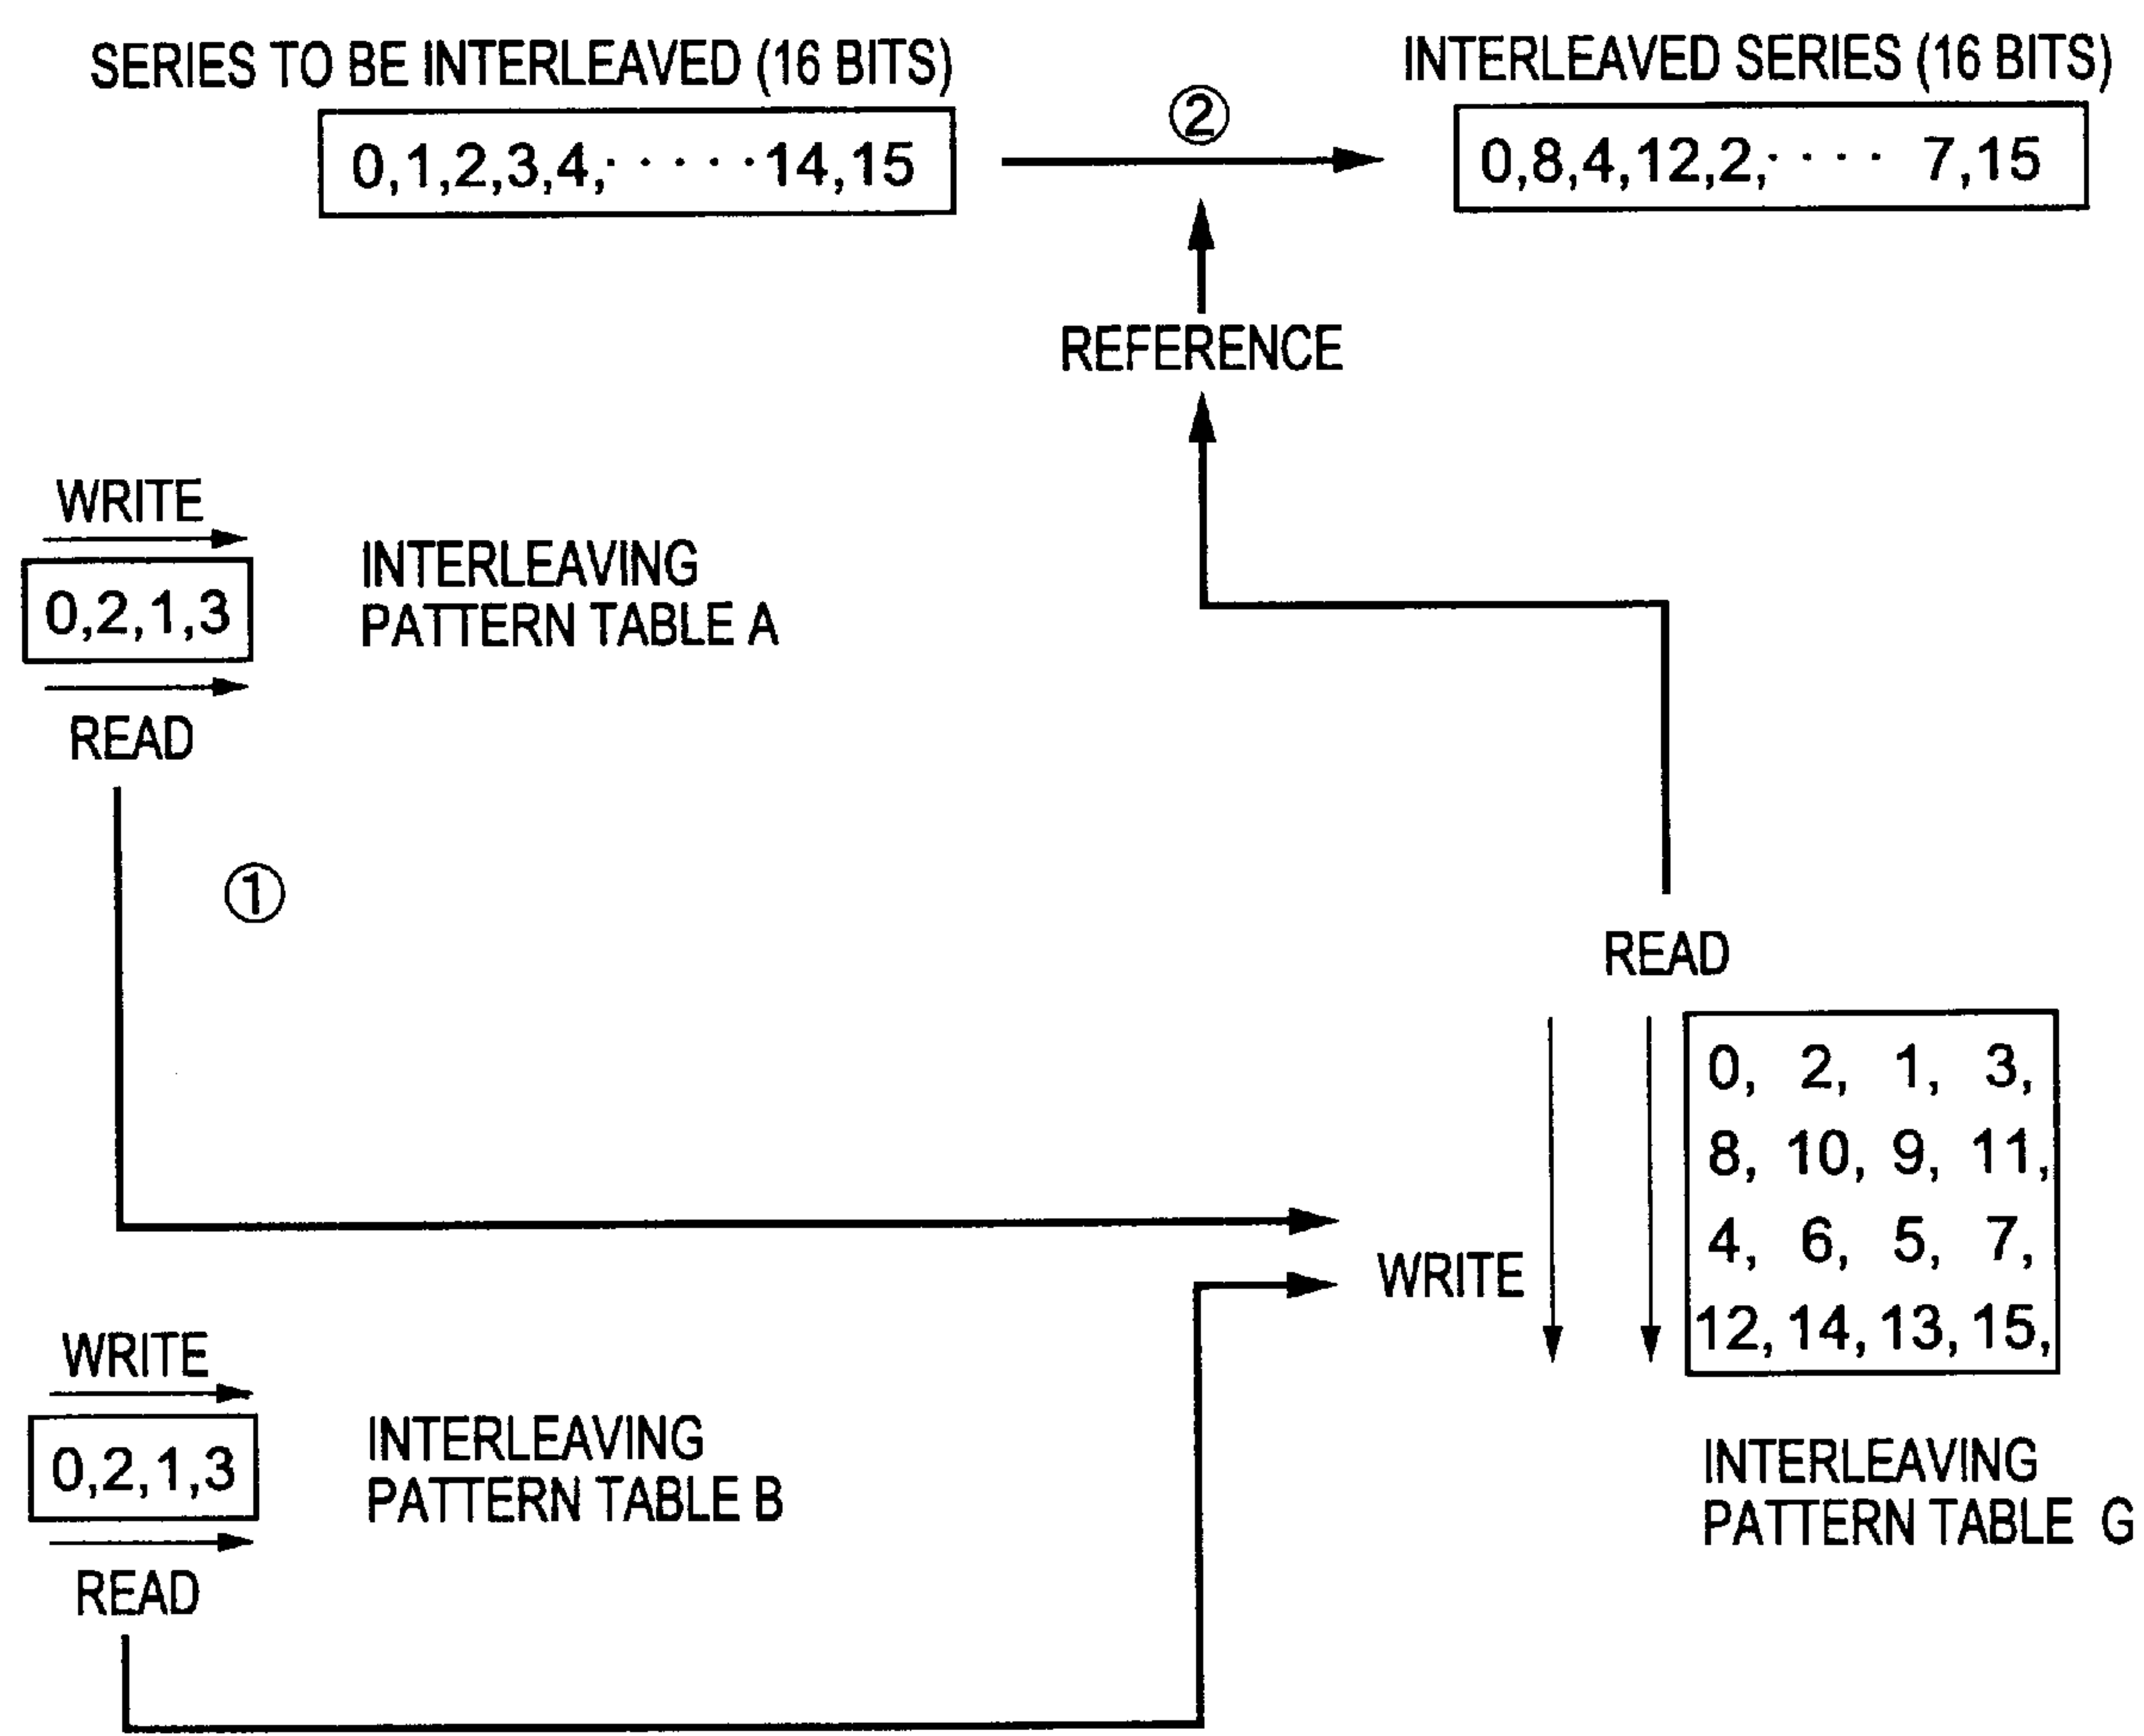 SERIES TO BE INTERLEAVED (16 BITS)
INTERLEAVED SERIES (16 BITS)
0,1,2,3,4,·····14,15
②
0,8,4,12,2,···· 7,15
REFERENCE
WRITE
0,2,1,3
READ
INTERLEAVING
PATTERN TABLE A
①
READ
WRITE
0, 2, 1, 3,
8, 10, 9, 11,
4, 6, 5, 7,
12, 14, 13, 15,
INTERLEAVING
PATTERN TABLE G
WRITE
0,2,1,3
READ
INTERLEAVING
PATTERN TABLE B